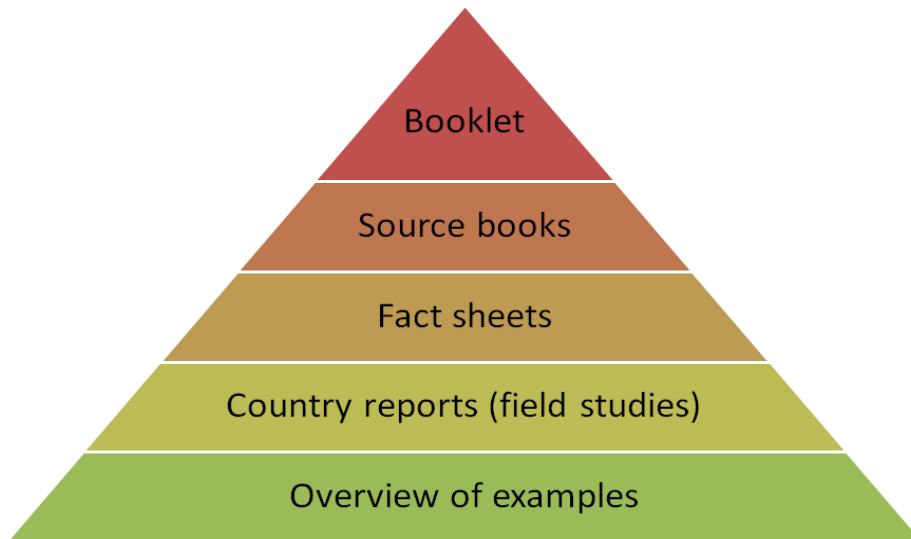 Booklet
Source books
Fact sheets
Country reports (field studies)
Overview of examples